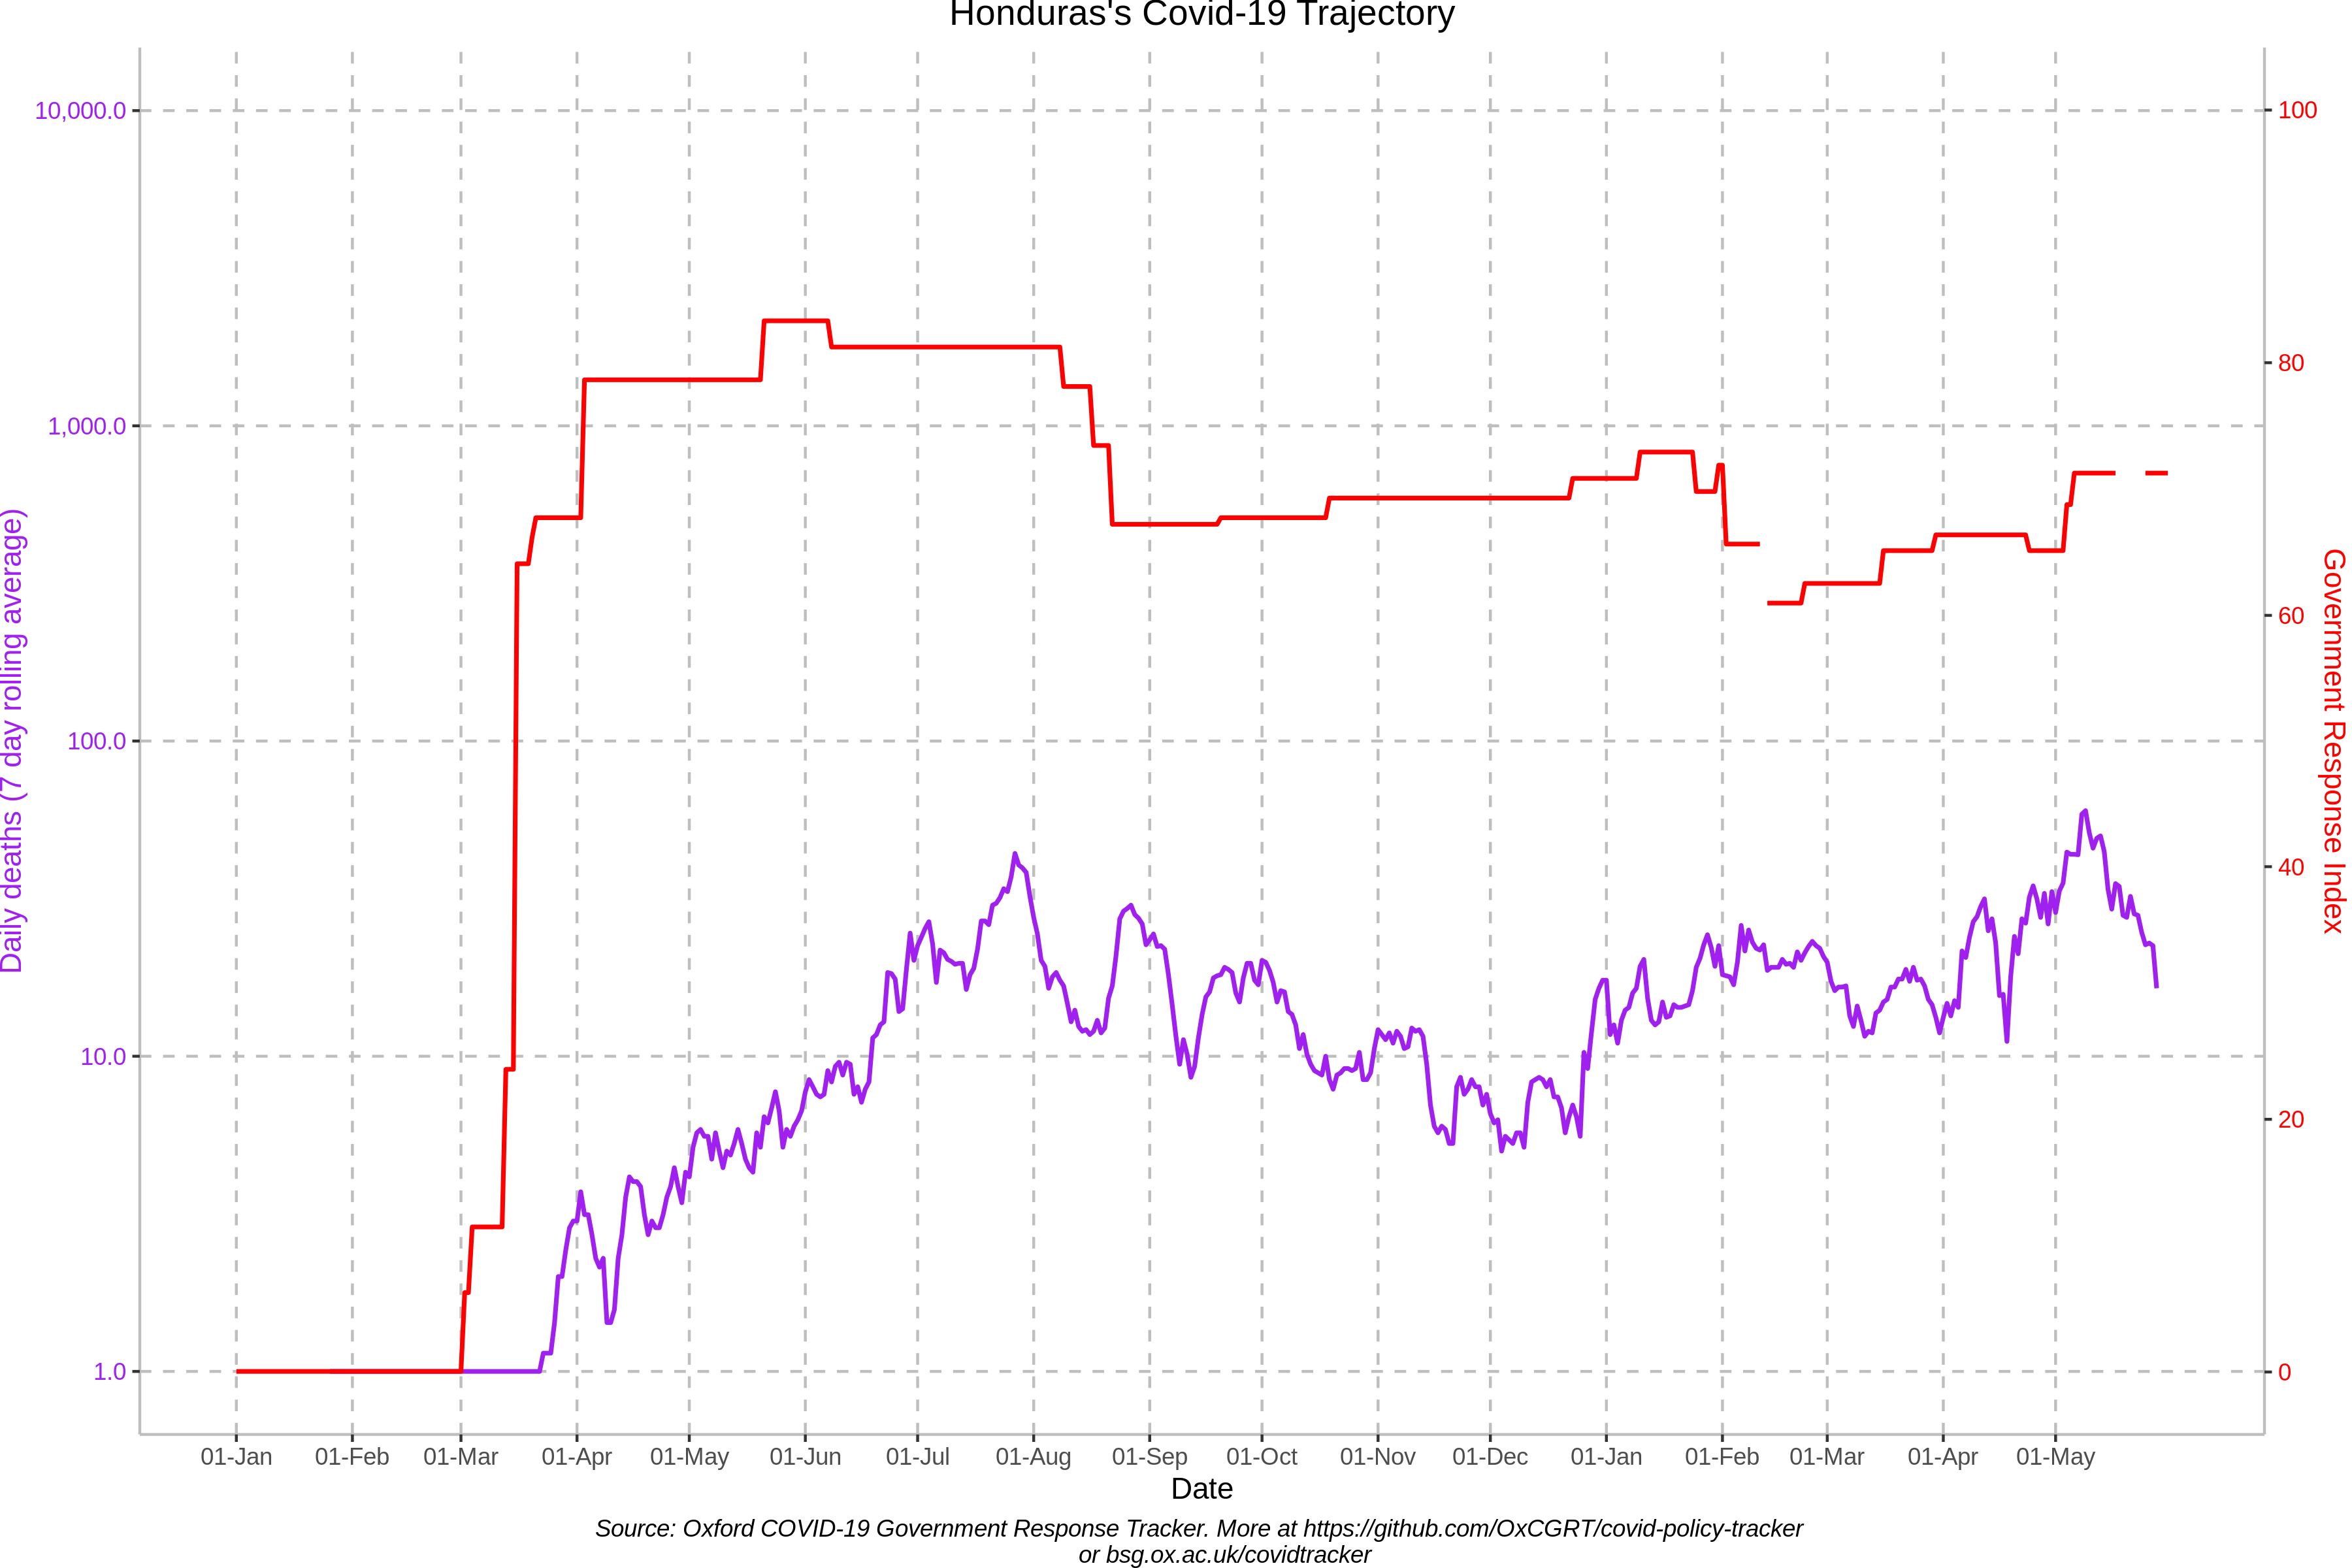 Honduras's Covid-19 Trajectory
10,000.0
1,000.0
100.0
10.0
1.0
Daily deaths (7 day rolling average)
100
80
60
40
20
0
Government Response Index
01-Jan 01-Feb 01-Mar 01-Apr 01-May 01-Jun 01-Jul 01-Aug 01-Sep 01-Oct 01-Nov 01-Dec 01-Jan 01-Feb 01-Mar 01-Apr 01-May
Date
Source: Oxford COVID-19 Government Response Tracker. More at https://github.com/OxCGRT/covid-policy-tracker
or bsg.ox.ac.uk/covidtracker